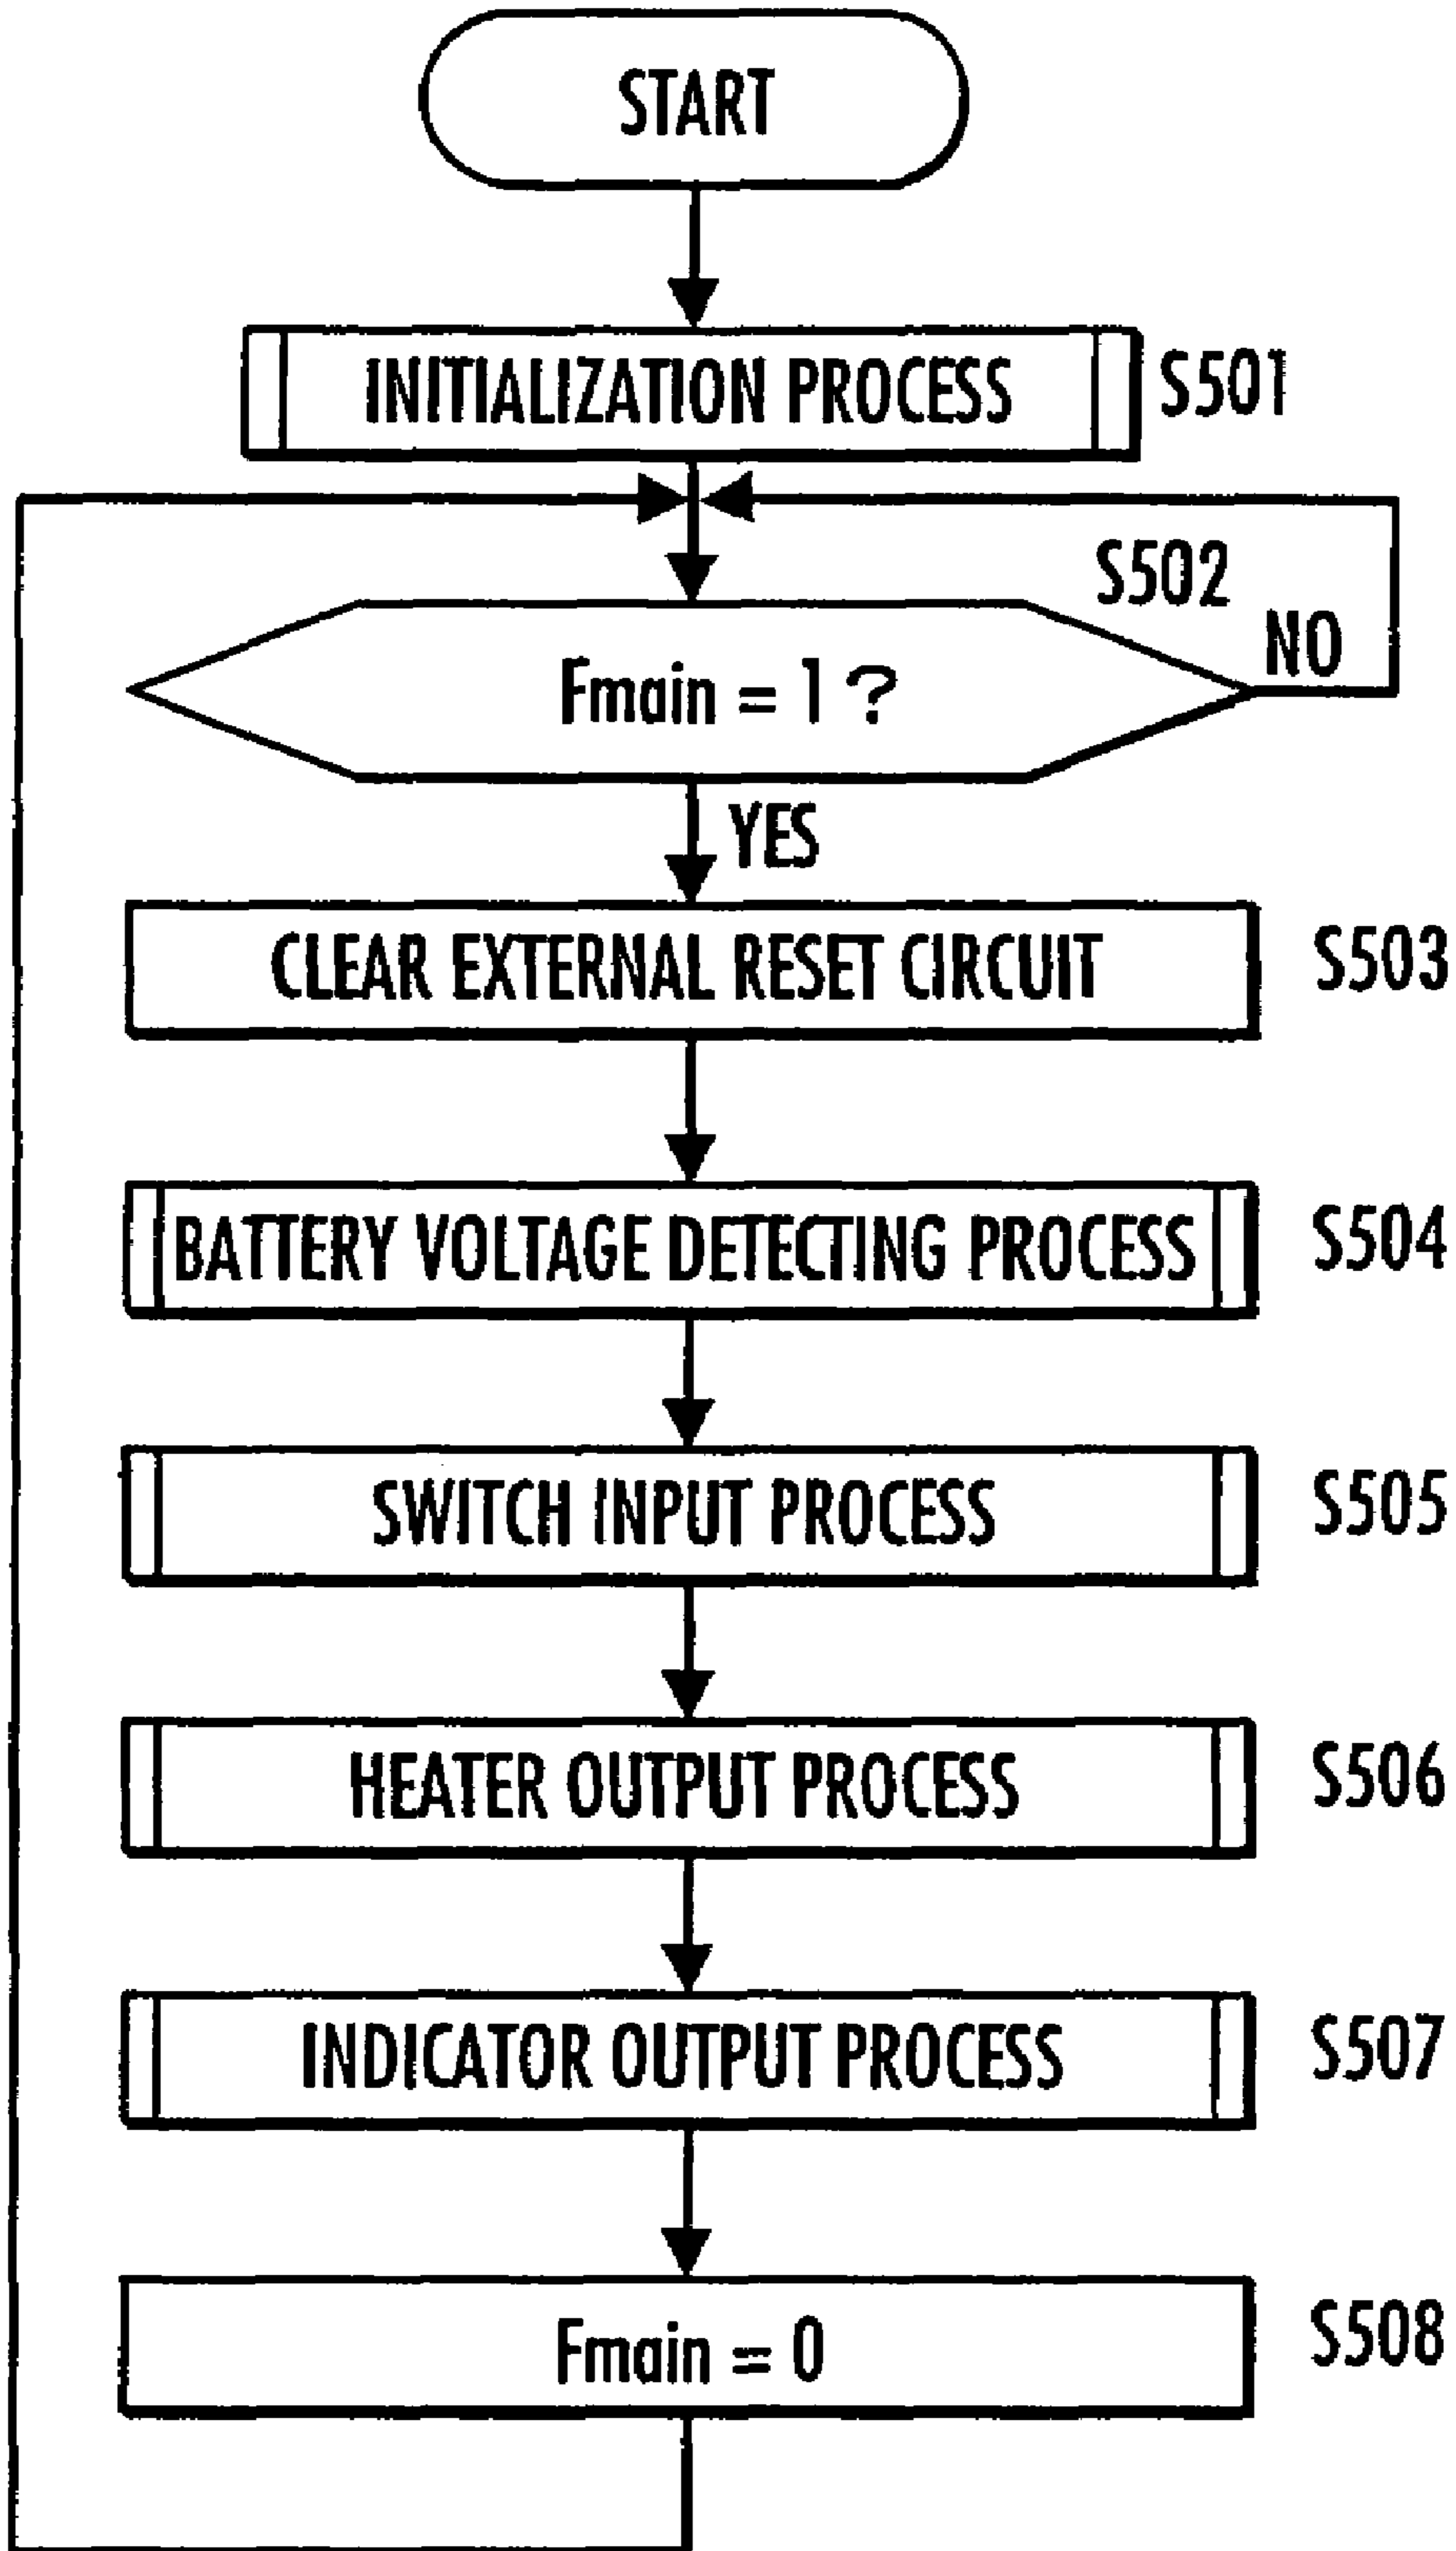 START
INITIALIZATION PROCESS S501
S502
NO
Fmain = 1 ?
YES
CLEAR EXTERNAL RESET CIRCUIT S503
BATTERY VOLTAGE DETECTING PROCESS S504
SWITCH INPUT PROCESS S505
HEATER OUTPUT PROCESS S506
INDICATOR OUTPUT PROCESS S507
Fmain = 0 S508